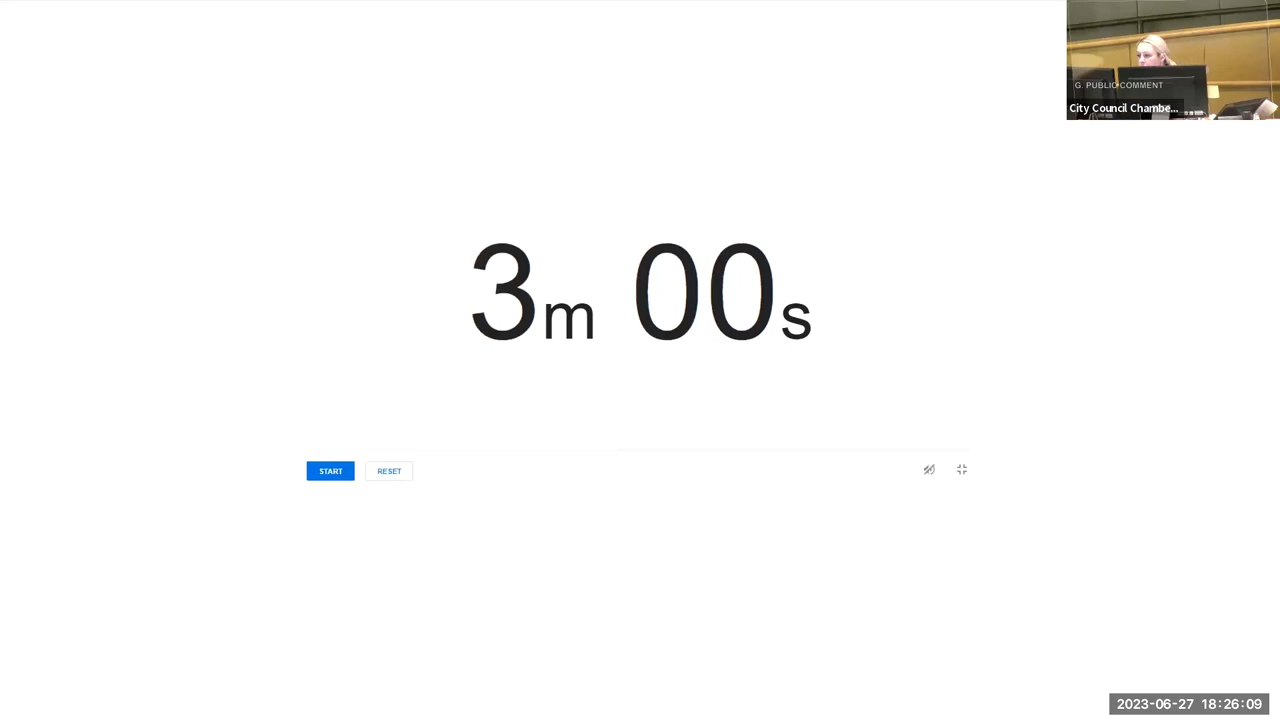 G. PUBLIC COMMENT
City Council Chambe...
3m 00s
START RESET
2023-06-27 18:26:09